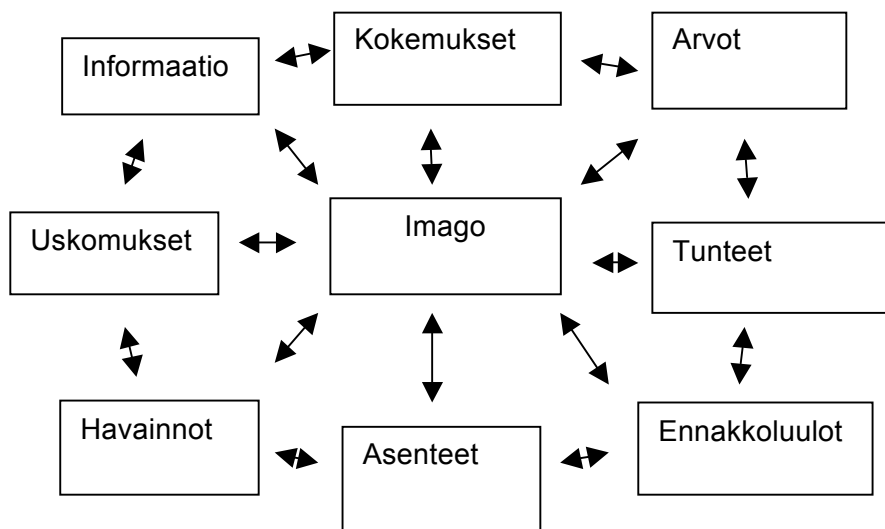 Informaatio
Kokemukset
Arvot
Uskomukset
Imago
Tunteet
Havainnot
Asenteet
Ennakkoluulot